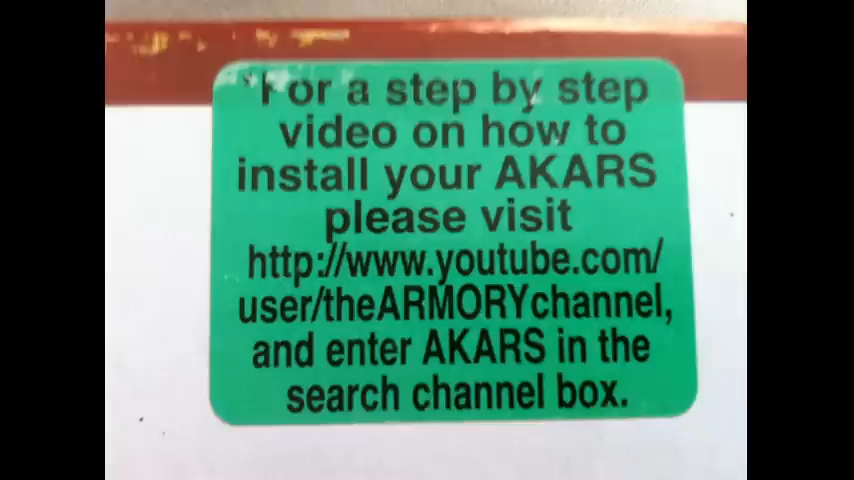 *For a step by step
video on how to
install your AKARS
please visit
http://www.youtube.com/
user/theARMORYchannel,
and enter AKARS in the
search channel box.